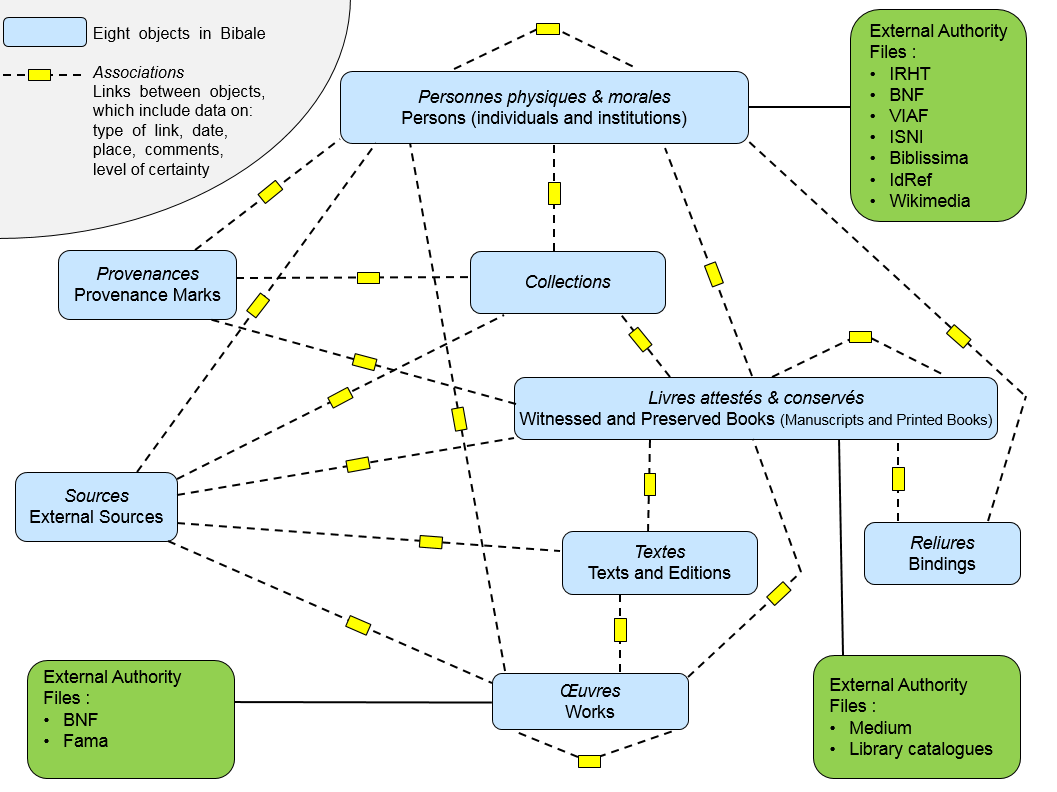 Eight objects in Bibale
Associations
Links between objects,
which include data on:
type of link, date,
place, comments,
level of certainty
Personnes physiques & morales
Persons (individuals and institutions)
External Authority
Files :
• IRHT
• BNF
• VIAF
• ISNI
• Biblissima
• IdRef
• Wikimedia
Provenances
Provenance Marks
Collections
Livres attestés & conservés
Witnessed and Preserved Books (Manuscripts and Printed Books)
Sources
External Sources
Textes
Texts and Editions
Reliures
Bindings
Œuvres
Works
External Authority
Files :
• BNF
• Fama
External Authority
Files :
• Medium
• Library catalogues